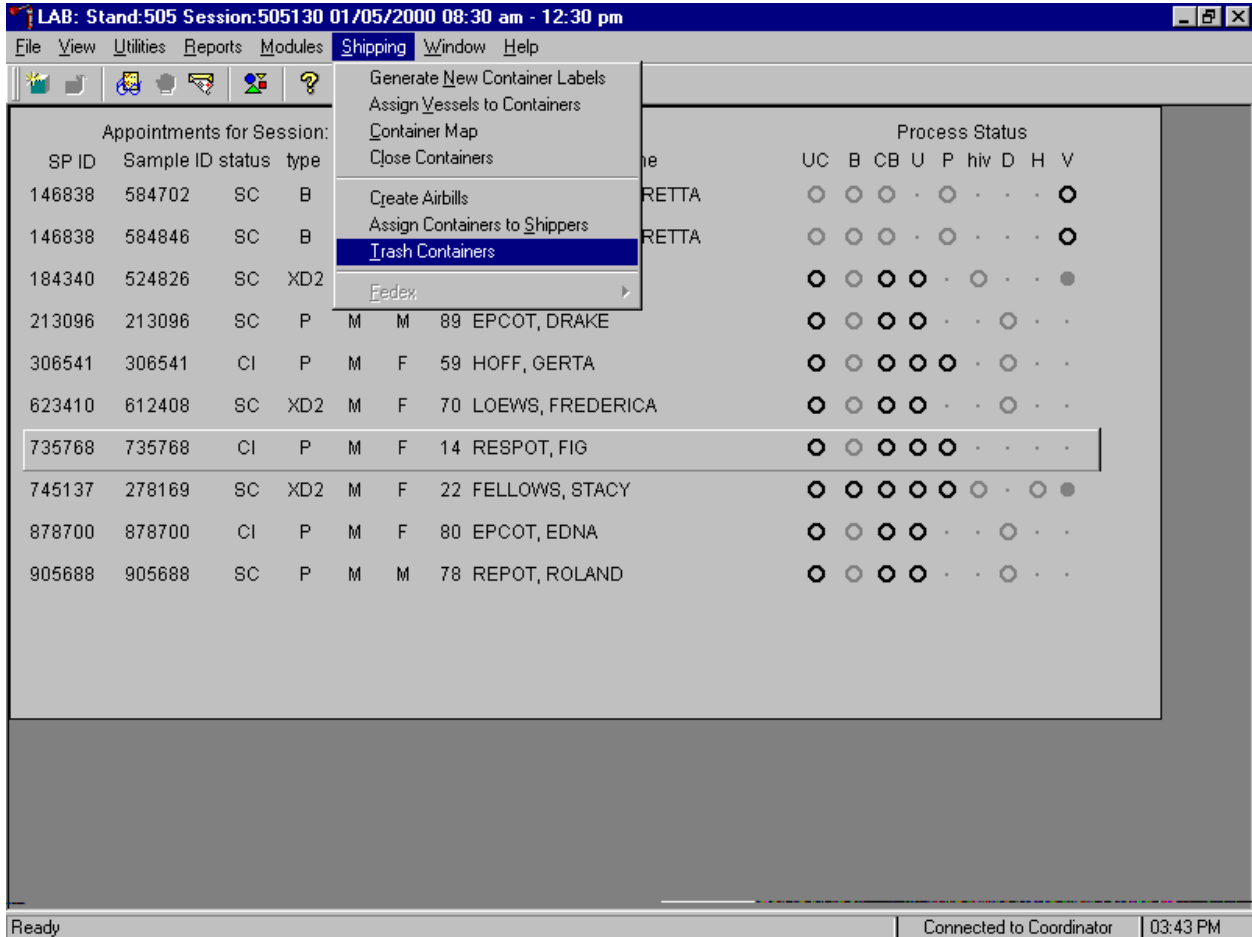 LAB: Stand:505 Session:505130 01/05/2000 08:30 am - 12:30 pm
File View Utilities Reports Modules Shipping Window Help
Generate New Container Labels
Assign Vessels to Containers
Container Map
Close Containers
Create Airbills
Assign Containers to Shippers
Trash Containers
Fedex
Appointments for Session: Process Status
SP ID Sample ID status type UC B CB U P hiv D H V
146838 584702 SC B RETTA
146838 584846 SC B RETTA
184340 524826 SC XD2
213096 213096 SC P M M 89 EPCOT, DRAKE
306541 306541 CI P M F 59 HOFF, GERTA
623410 612408 SC XD2 M F 70 LOEWS, FREDERICA
735768 735768 CI P M F 14 RESPOT, FIG
745137 278169 SC XD2 M F 22 FELLOWS, STACY
878700 878700 CI P M F 80 EPCOT, EDNA
905688 905688 SC P M M 78 REPOT, ROLAND
Ready Connected to Coordinator 03:43 PM